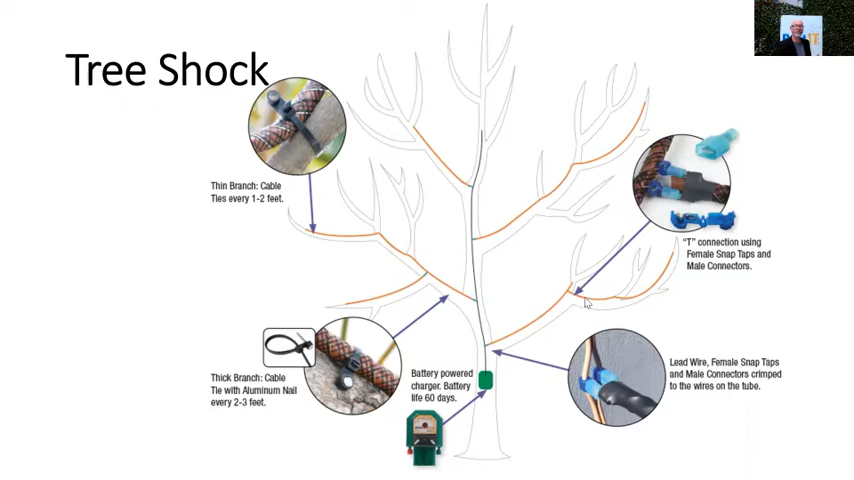 Tree Shock
Thin Branch: Cable
Ties every 1-2 feet.
"T" connection using
Female Snap Taps and
Male Connectors.
Thick Branch: Cable
Tie with Aluminum Nail
every 2-3 feet.
Battery powered
charger. Battery
life 60 days.
Lead Wire, Female Snap Taps
and Male Connectors crimped
to the wires on the tube.